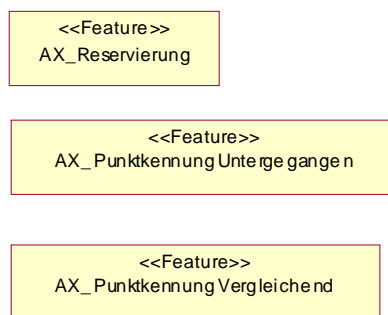 <<Feature>>
AX_Reservierung
<<Feature>>
AX_PunktkennungUntergegangen
<<Feature>>
AX_PunktkennungVergleichend